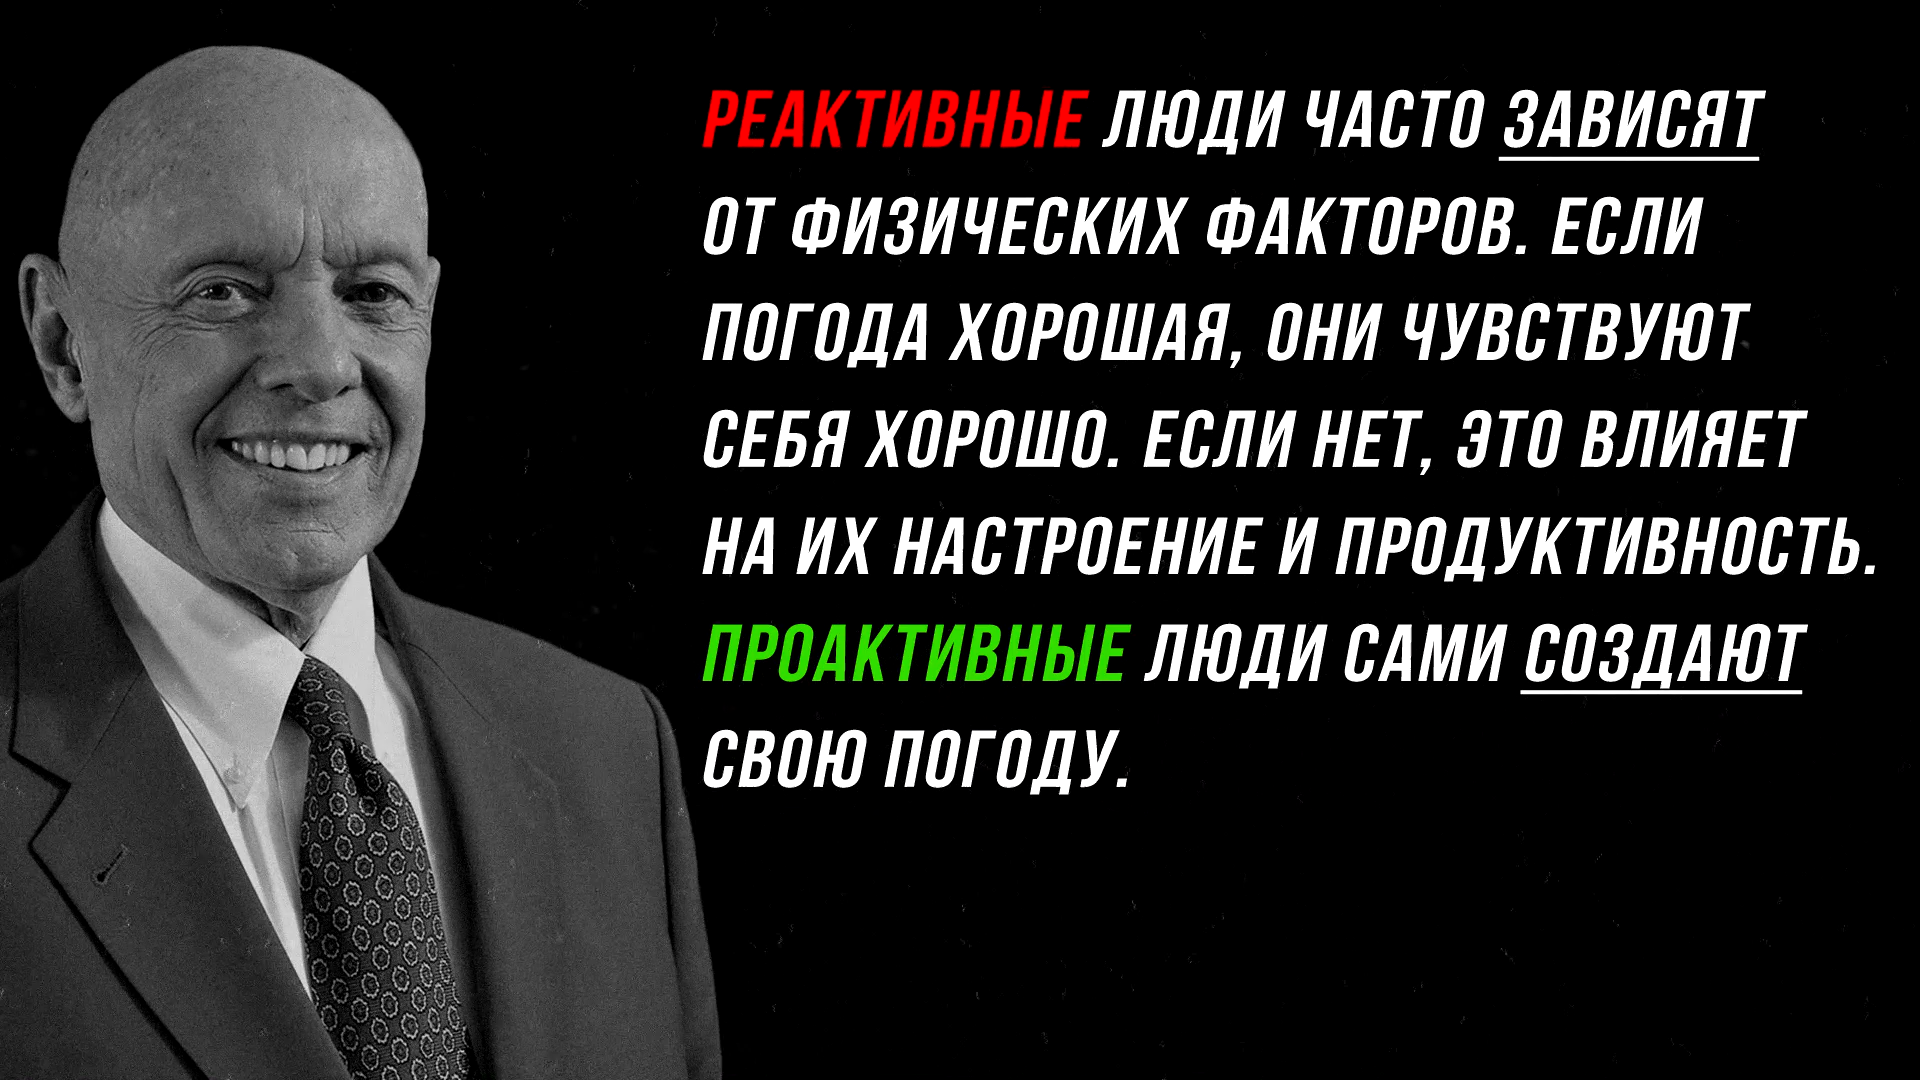 РЕАКТИВНЫЕ ЛЮДИ ЧАСТО ЗАВИСЯТ
ОТ ФИЗИЧЕСКИХ ФАКТОРОВ. ЕСЛИ
ПОГОДА ХОРОШАЯ, ОНИ ЧУВСТВУЮТ
СЕБЯ ХОРОШО. ЕСЛИ НЕТ, ЭТО ВЛИЯЕТ
НА ИХ НАСТРОЕНИЕ И ПРОДУКТИВНОСТЬ.
ПРОАКТИВНЫЕ ЛЮДИ САМИ СОЗДАЮТ
СВОЮ ПОГОДУ.